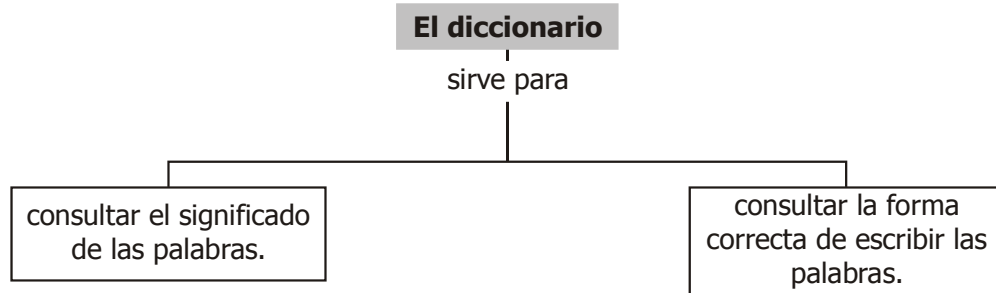 El diccionario
sirve para
consultar el significado
de las palabras.
consultar la forma
correcta de escribir las
palabras.